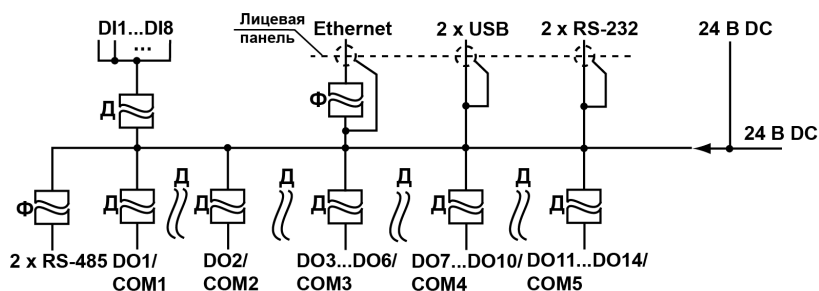 Лицевая
панель
DI1...DI8
...
Ethernet
2 x USB
2 x RS-232
24 В DC
Д
Ф
24 В DC
Ф
Д
Д
Д
Д
Д
Д
Д
Д
Д
2 x RS-485
DO1/
COM1
DO2/
COM2
DO3...DO6/
COM3
DO7...DO10/
COM4
DO11...DO14/
COM5